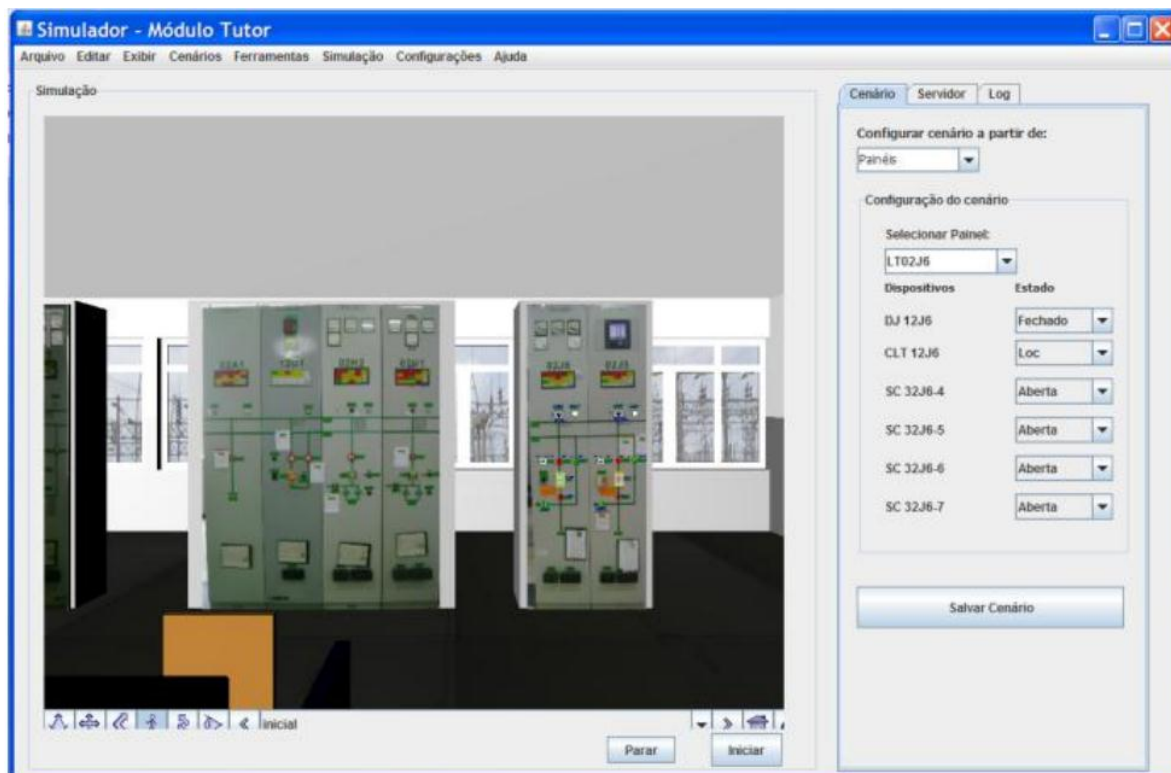 Simulador - Módulo Tutor
Arquivo Editar Exibir Cenários Ferramentas Simulação Configurações Ajuda
Simulação
inicial
Parar Iniciar
Cenário Servidor Log
Configurar cenário a partir de:
Painéis
Configuração do cenário
Selecionar Painel:
LT02J6
Dispositivos Estado
DJ 12J6 Fechado
CLT 12J6 Loc
SC 32J6-4 Aberta
SC 32J6-5 Aberta
SC 32J6-6 Aberta
SC 32J6-7 Aberta
Salvar Cenário